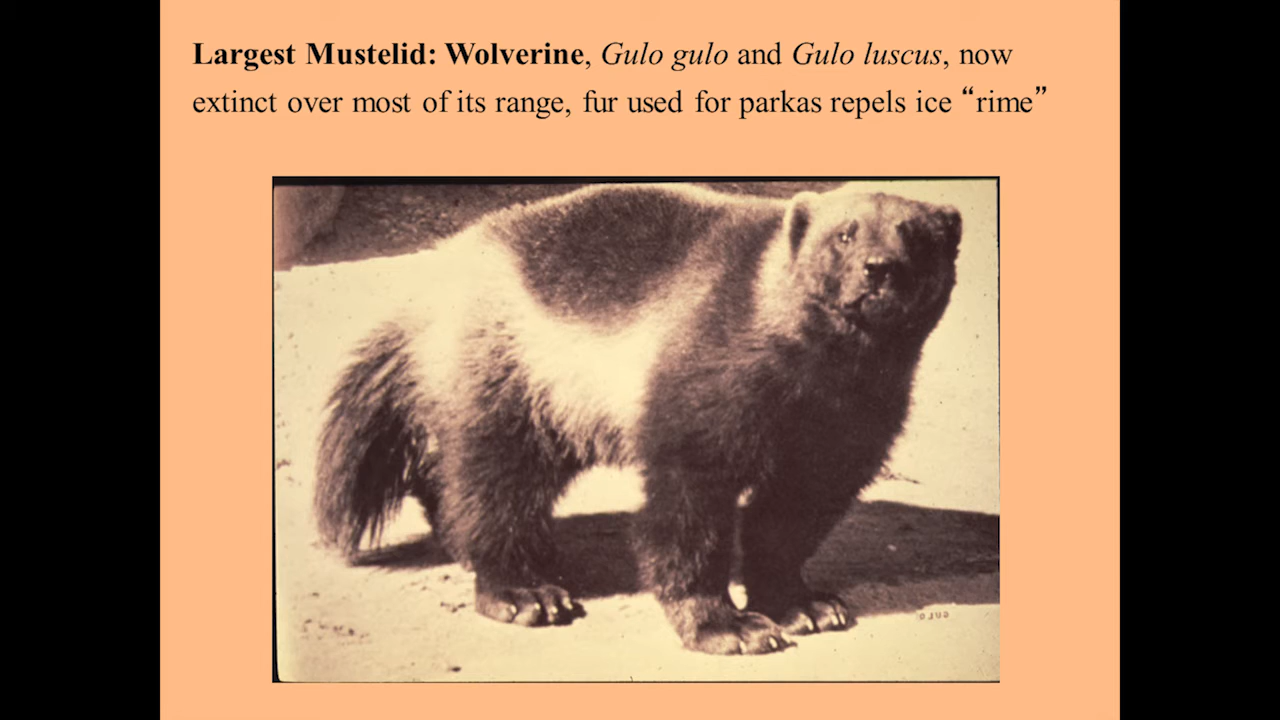 Largest Mustelid: Wolverine, Gulo gulo and Gulo luscus, now
extinct over most of its range, fur used for parkas repels ice “rime”
GULO